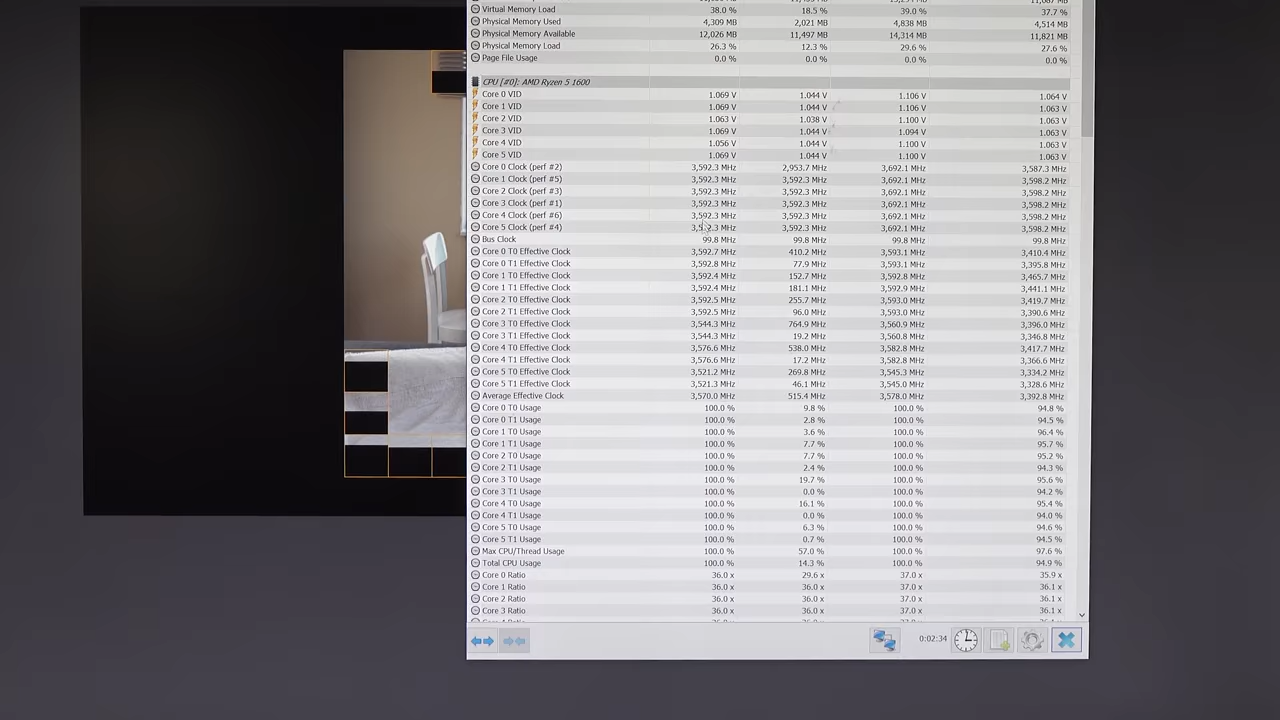 Virtual Memory Load 38.0 % 18.5 % 39.0 % 37.7 %
Physical Memory Used 4,309 MB 2,021 MB 4,838 MB 4,514 MB
Physical Memory Available 12,026 MB 11,497 MB 14,314 MB 11,821 MB
Physical Memory Load 26.3 % 12.3 % 29.6 % 27.6 %
Page File Usage 0.0 % 0.0 % 0.0 % 0.0 %
CPU [#0]: AMD Ryzen 5 1600
Core 0 VID 1.069 V 1.044 V 1.106 V 1.064 V
Core 1 VID 1.069 V 1.044 V 1.106 V 1.063 V
Core 2 VID 1.063 V 1.038 V 1.100 V 1.063 V
Core 3 VID 1.069 V 1.044 V 1.094 V 1.063 V
Core 4 VID 1.056 V 1.044 V 1.100 V 1.063 V
Core 5 VID 1.069 V 1.044 V 1.100 V 1.063 V
Core 0 Clock (perf #2) 3,592.3 MHz 2,953.7 MHz 3,692.1 MHz 3,587.3 MHz
Core 1 Clock (perf #5) 3,592.3 MHz 3,592.3 MHz 3,692.1 MHz 3,598.2 MHz
Core 2 Clock (perf #3) 3,592.3 MHz 3,592.3 MHz 3,692.1 MHz 3,598.2 MHz
Core 3 Clock (perf #1) 3,592.3 MHz 3,592.3 MHz 3,692.1 MHz 3,598.2 MHz
Core 4 Clock (perf #6) 3,592.3 MHz 3,592.3 MHz 3,692.1 MHz 3,598.2 MHz
Core 5 Clock (perf #4) 3,592.3 MHz 3,592.3 MHz 3,692.1 MHz 3,598.2 MHz
Bus Clock 99.8 MHz 99.8 MHz 99.8 MHz 99.8 MHz
Core 0 T0 Effective Clock 3,592.7 MHz 410.2 MHz 3,593.1 MHz 3,410.4 MHz
Core 0 T1 Effective Clock 3,592.8 MHz 77.9 MHz 3,593.1 MHz 3,395.8 MHz
Core 1 T0 Effective Clock 3,592.4 MHz 152.7 MHz 3,592.8 MHz 3,465.7 MHz
Core 1 T1 Effective Clock 3,592.4 MHz 181.1 MHz 3,592.9 MHz 3,441.1 MHz
Core 2 T0 Effective Clock 3,592.5 MHz 255.7 MHz 3,593.0 MHz 3,419.7 MHz
Core 2 T1 Effective Clock 3,592.5 MHz 96.0 MHz 3,593.0 MHz 3,390.6 MHz
Core 3 T0 Effective Clock 3,544.3 MHz 764.9 MHz 3,560.9 MHz 3,396.0 MHz
Core 3 T1 Effective Clock 3,544.3 MHz 19.2 MHz 3,560.8 MHz 3,346.8 MHz
Core 4 T0 Effective Clock 3,576.6 MHz 538.0 MHz 3,582.8 MHz 3,417.7 MHz
Core 4 T1 Effective Clock 3,576.6 MHz 17.2 MHz 3,582.8 MHz 3,366.6 MHz
Core 5 T0 Effective Clock 3,521.2 MHz 269.8 MHz 3,545.3 MHz 3,334.2 MHz
Core 5 T1 Effective Clock 3,521.3 MHz 46.1 MHz 3,545.0 MHz 3,328.6 MHz
Average Effective Clock 3,570.0 MHz 515.4 MHz 3,578.0 MHz 3,392.8 MHz
Core 0 T0 Usage 100.0 % 9.8 % 100.0 % 94.8 %
Core 0 T1 Usage 100.0 % 2.8 % 100.0 % 94.5 %
Core 1 T0 Usage 100.0 % 3.6 % 100.0 % 96.4 %
Core 1 T1 Usage 100.0 % 7.7 % 100.0 % 95.7 %
Core 2 T0 Usage 100.0 % 7.7 % 100.0 % 95.2 %
Core 2 T1 Usage 100.0 % 2.4 % 100.0 % 94.3 %
Core 3 T0 Usage 100.0 % 19.7 % 100.0 % 95.6 %
Core 3 T1 Usage 100.0 % 0.0 % 100.0 % 94.2 %
Core 4 T0 Usage 100.0 % 16.1 % 100.0 % 95.4 %
Core 4 T1 Usage 100.0 % 0.0 % 100.0 % 94.0 %
Core 5 T0 Usage 100.0 % 6.3 % 100.0 % 94.6 %
Core 5 T1 Usage 100.0 % 0.7 % 100.0 % 94.5 %
Max CPU/Thread Usage 100.0 % 57.0 % 100.0 % 97.6 %
Total CPU Usage 100.0 % 14.3 % 100.0 % 94.9 %
Core 0 Ratio 36.0 x 29.6 x 37.0 x 35.9 x
Core 1 Ratio 36.0 x 36.0 x 37.0 x 36.1 x
Core 2 Ratio 36.0 x 36.0 x 37.0 x 36.1 x
Core 3 Ratio 36.0 x 36.0 x 37.0 x 36.1 x
0:02:34